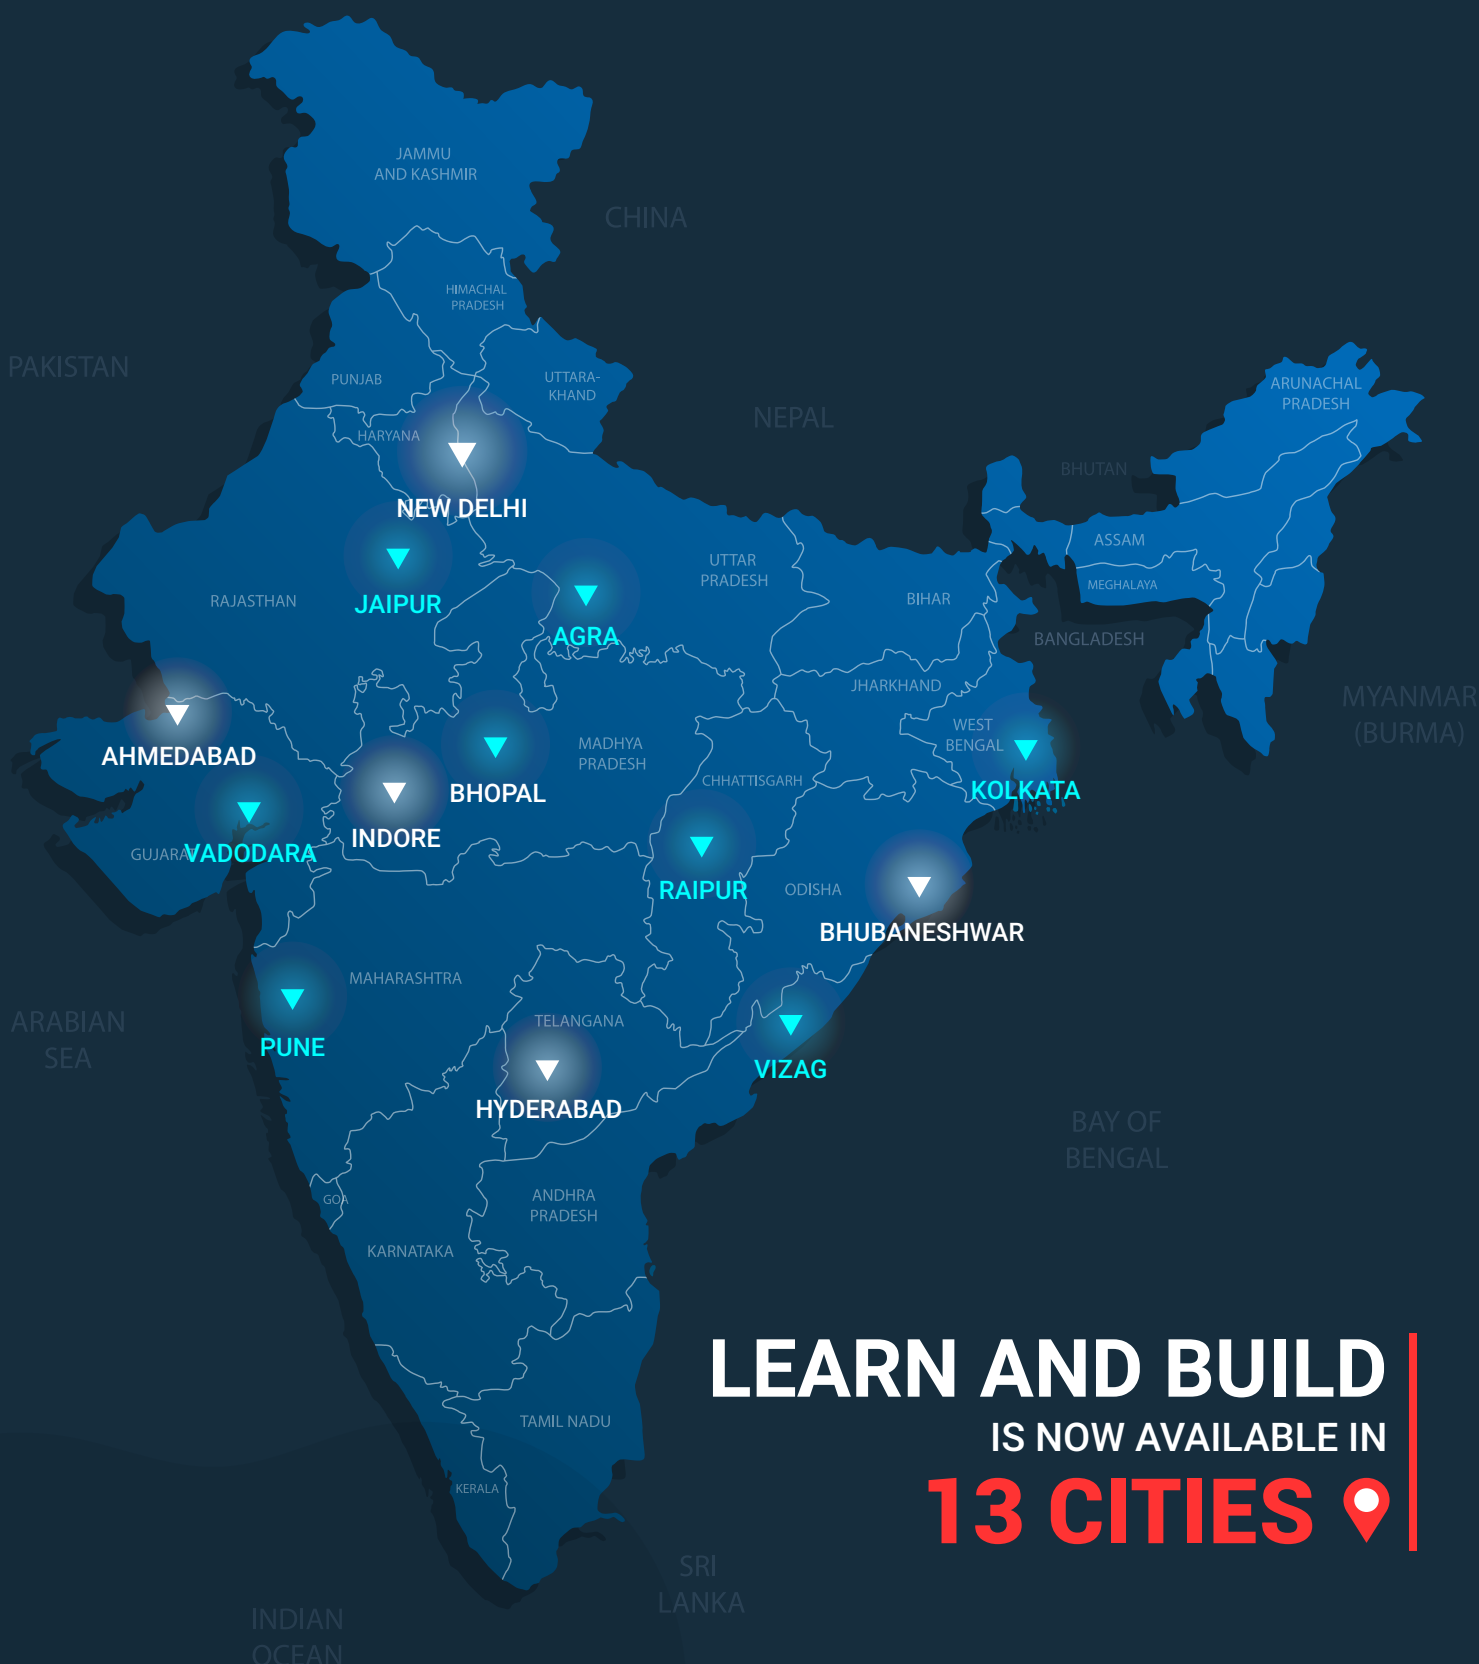 JAMMU
AND KASHMIR
CHINA
HIMACHAL
PRADESH
PAKISTAN
PUNJAB
UTTARA-
KHAND
ARUNACHAL
PRADESH
NEPAL
HARYANA
BHUTAN
NEW DELHI
ASSAM
UTTAR
PRADESH
MEGHALAYA
RAJASTHAN
JAIPUR
BIHAR
AGRA
BANGLADESH
JHARKHAND
MYANMAR
(BURMA)
WEST
BENGAL
AHMEDABAD
MADHYA
PRADESH
CHHATTISGARH
BHOPAL
KOLKATA
INDORE
GUJARAT
VADODARA
RAIPUR
ODISHA
BHUBANESHWAR
MAHARASHTRA
ARABIAN
SEA
TELANGANA
PUNE
VIZAG
HYDERABAD
BAY OF
BENGAL
ANDHRA
PRADESH
GOA
KARNATAKA
LEARN AND BUILD
IS NOW AVAILABLE IN
13 CITIES
TAMIL NADU
KERALA
SRI
LANKA
INDIAN
OCEAN